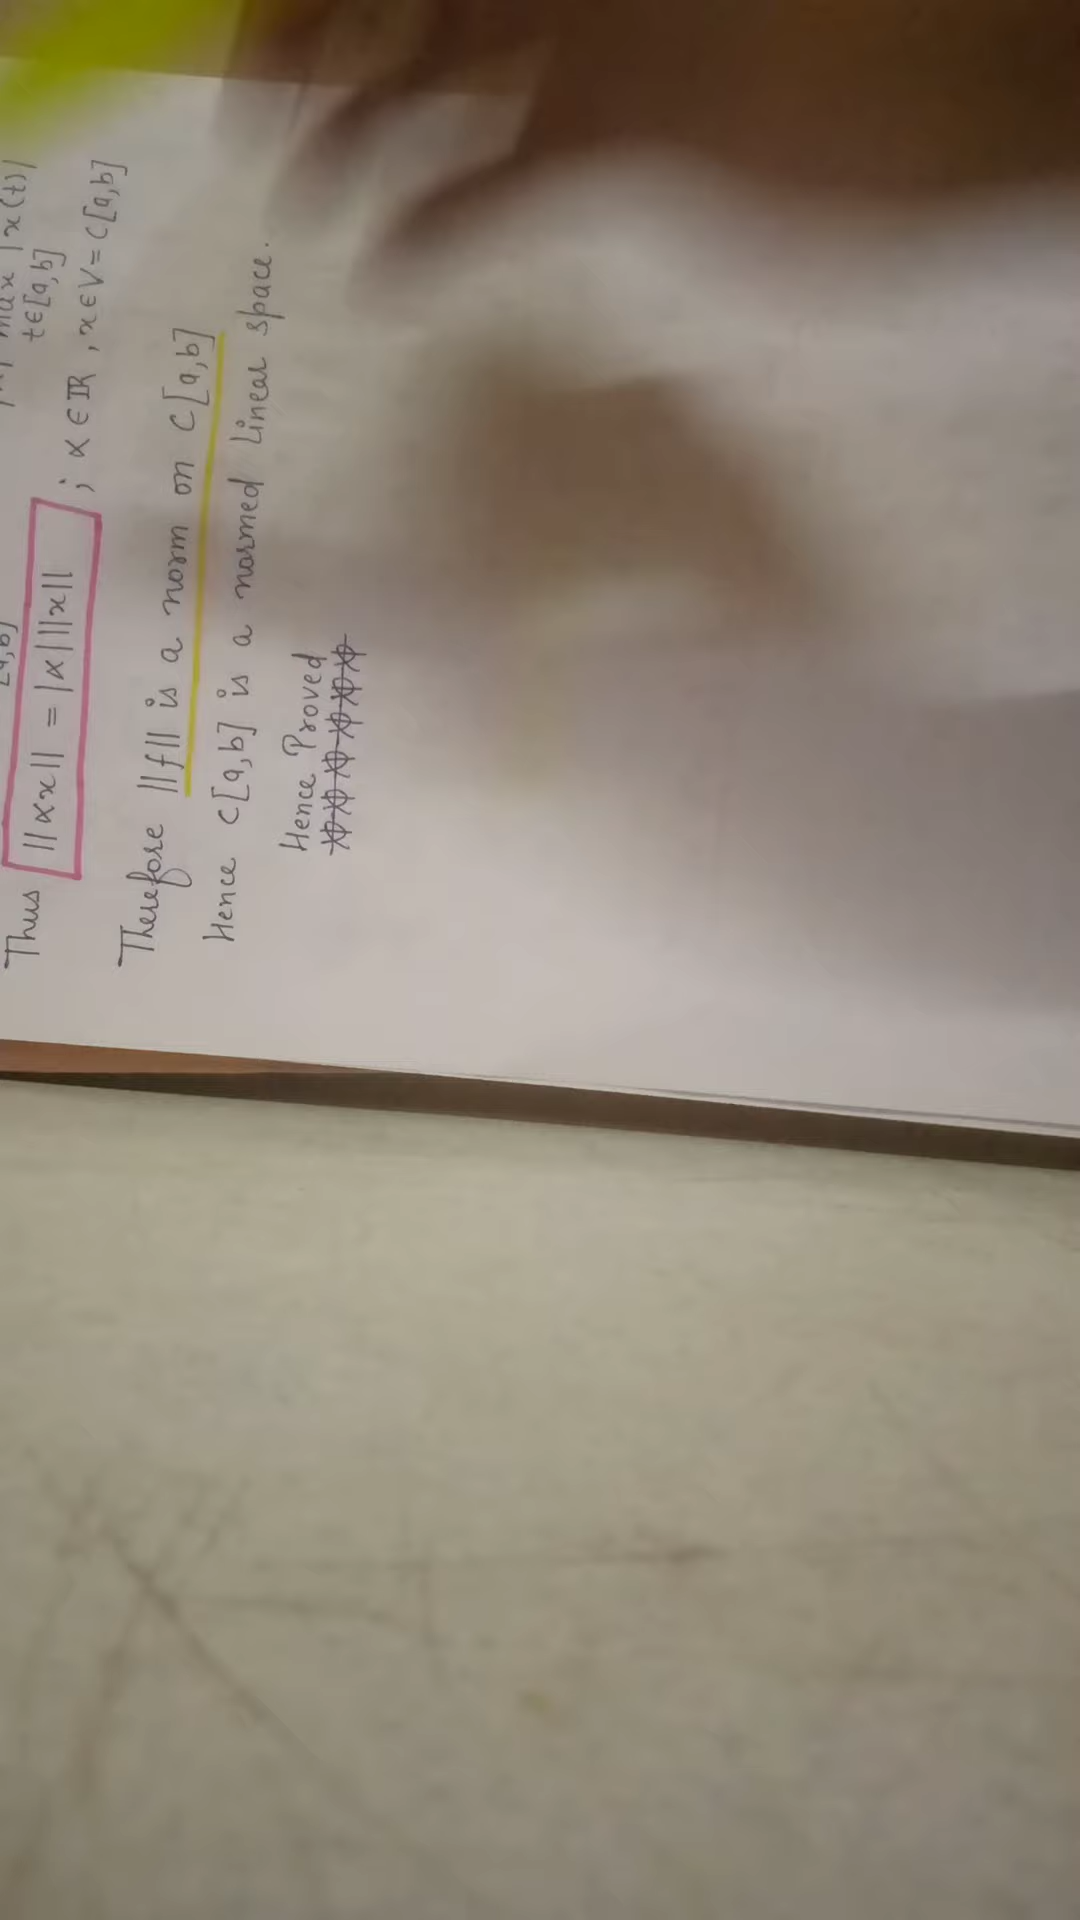 max |x(t)|
t∈[a,b]
[a,b]
Thus ||αx|| = |α| ||x|| ; α ∈ ℝ, x ∈ V = C[a,b]
Therefore ||f|| is a norm on C[a,b]
Hence C[a,b] is a normed linear space.
Hence Proved